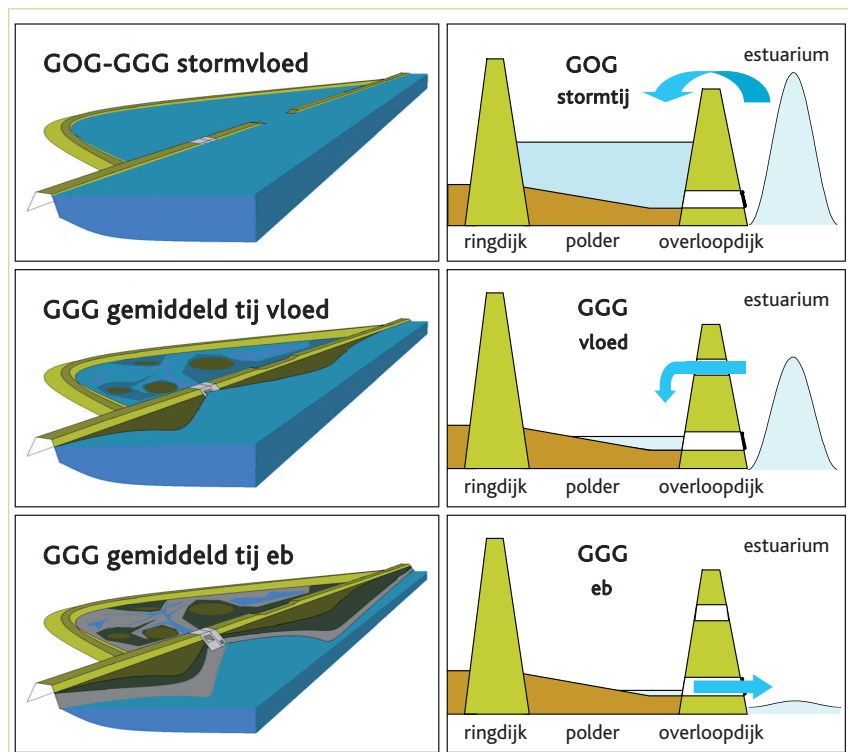 GOG-GGG stormvloed
GOG
stormtij
estuarium
ringdijk polder overloopdijk
GGG gemiddeld tij vloed
GGG
vloed
estuarium
ringdijk polder overloopdijk
GGG gemiddeld tij eb
GGG
eb
estuarium
ringdijk polder overloopdijk